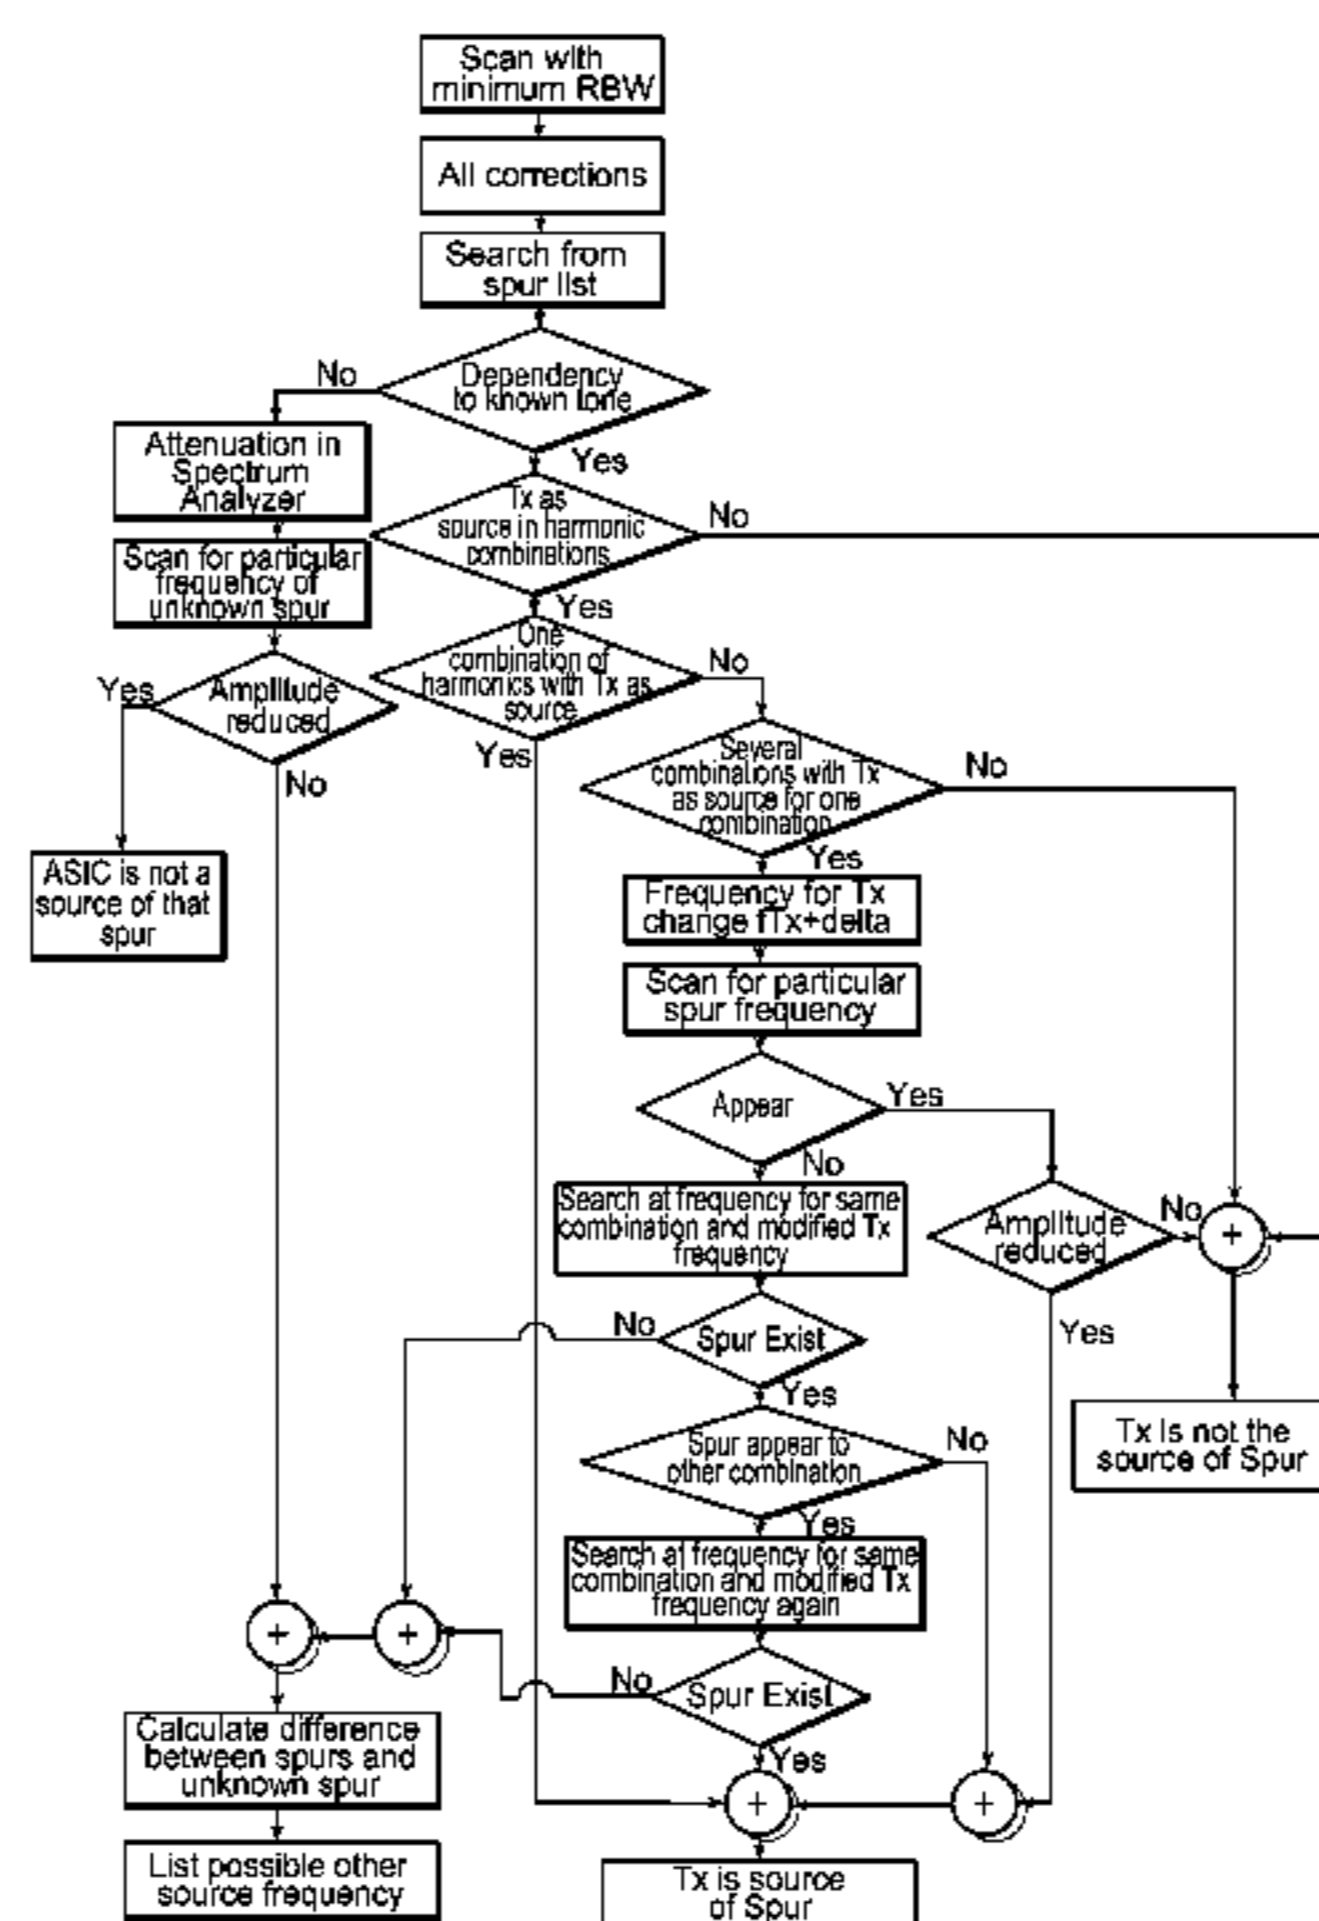 Scan with
minimum RBW
All corrections
Search from
spur list
Dependency
to known tone
No
Yes
Attenuation in
Spectrum
Analyzer
Tx as
source in harmonic
combinations
No
Yes
Scan for particular
frequency of
unknown spur
One
combination of
harmonics with Tx as
source
No
Yes
Amplitude
reduced
Yes
No
Several
combinations with Tx
as source for one
combination
No
Yes
ASIC is not a
source of that
spur
Frequency for Tx
change fTx+delta
Scan for particular
spur frequency
Appear
Yes
No
Search at frequency for same
combination and modified Tx
frequency
Amplitude
reduced
No
+
Yes
Spur Exist
No
Yes
Tx is not the
source of Spur
Spur appear to
other combination
No
Yes
Search at frequency for same
combination and modified Tx
frequency again
+
+
Spur Exist
No
Yes
Calculate difference
between spurs and
unknown spur
+
+
List possible other
source frequency
Tx is source
of Spur